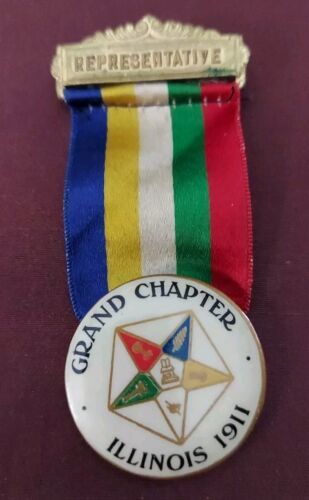 REPRESENTATIVE
GRAND CHAPTER
ILLINOIS 1911